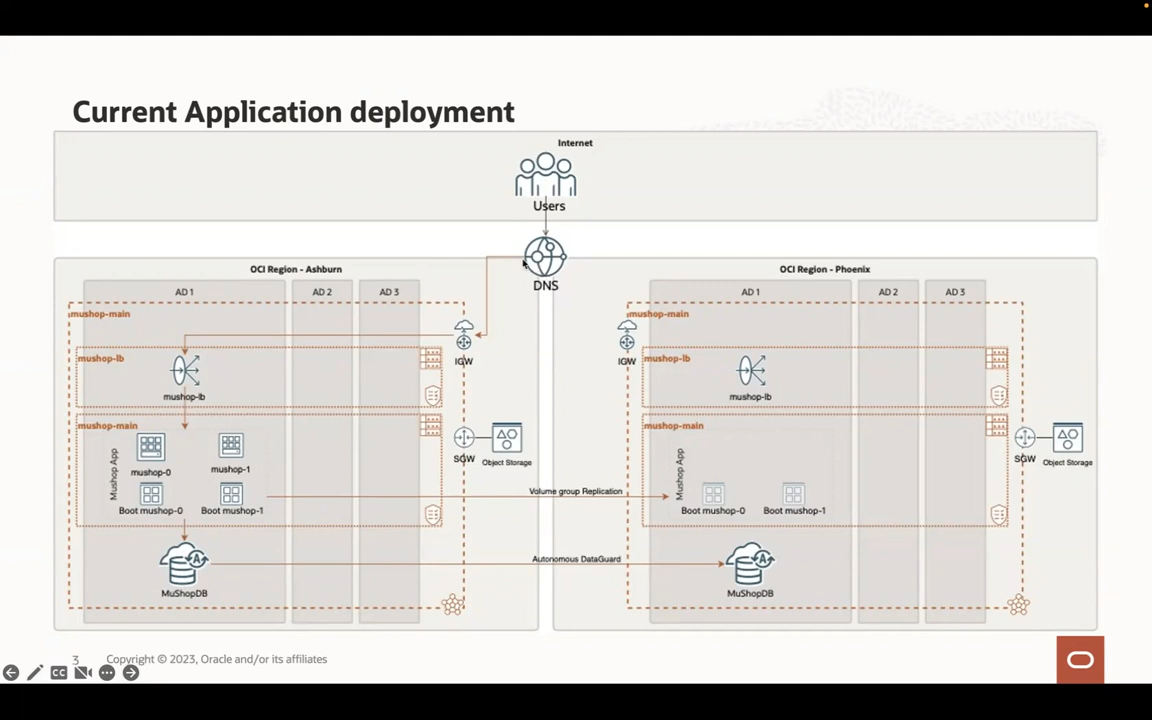 Current Application deployment
Internet
Users
DNS
OCI Region - Ashburn
AD 1
AD 2
AD 3
mushop-main
IGW
mushop-lb
mushop-lb
mushop-main
Mushop App
mushop-0
mushop-1
Boot mushop-0
Boot mushop-1
SGW
Object Storage
MuShopDB
Volume group Replication
Autonomous DataGuard
OCI Region - Phoenix
AD 1
AD 2
AD 3
mushop-main
IGW
mushop-lb
mushop-lb
mushop-main
Mushop App
Boot mushop-0
Boot mushop-1
SGW
Object Storage
MuShopDB
3
Copyright © 2023, Oracle and/or its affiliates
CC